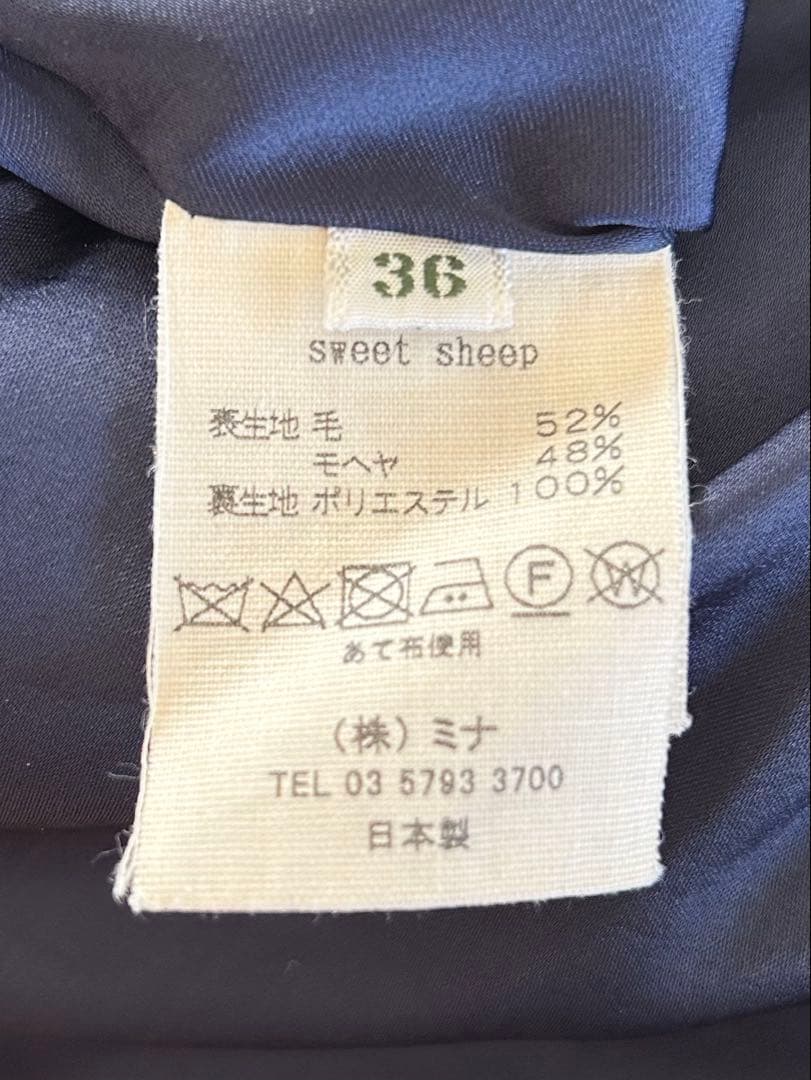 36
sweet sheep
表生地 毛 52%
モヘヤ 48%
裏生地 ポリエステル 100%
F W
あて布使用
(株) ミナ
TEL 03 5793 3700
日本製